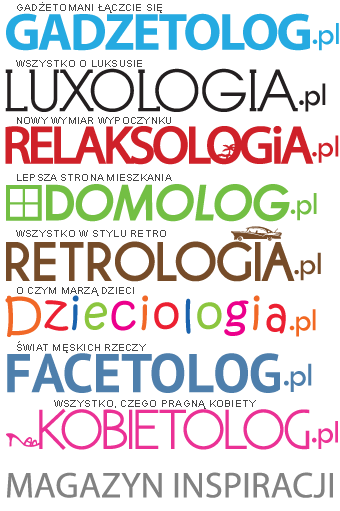 GADŻETOMANI ŁĄCZCIE SIĘ
GADZETOLOG.pl
WSZYSTKO O LUKSUSIE
LUXOLOGIA.pl
NOWY WYMIAR WYPOCZYNKU
RELAKSOLOGiA.pl
LEPSZA STRONA MIESZKANIA
DOMOLOG.pl
WSZYSTKO W STYLU RETRO
RETROLOGIA.pl
O CZYM MARZĄ DZIECI
Dzieciologia.pl
ŚWIAT MĘSKICH RZECZY
FACETOLOG.pl
WSZYSTKO, CZEGO PRAGNĄ KOBIETY
KOBIETOLOG.pl
MAGAZYN INSPIRACJI